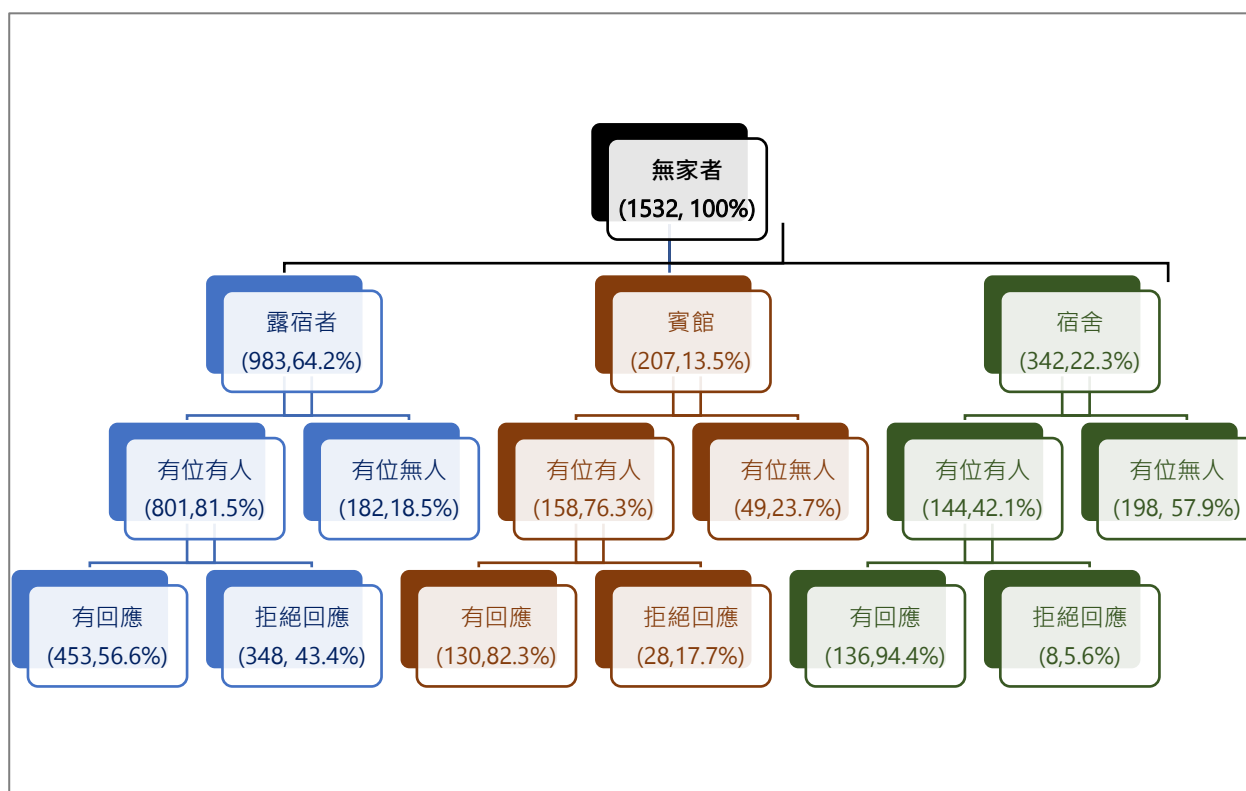 無家者
(1532, 100%)
露宿者
(983,64.2%)
賓館
(207,13.5%)
宿舍
(342,22.3%)
有位有人
(801,81.5%)
有位無人
(182,18.5%)
有位有人
(158,76.3%)
有位無人
(49,23.7%)
有位有人
(144,42.1%)
有位無人
(198, 57.9%)
有回應
(453,56.6%)
拒絕回應
(348, 43.4%)
有回應
(130,82.3%)
拒絕回應
(28,17.7%)
有回應
(136,94.4%)
拒絕回應
(8,5.6%)